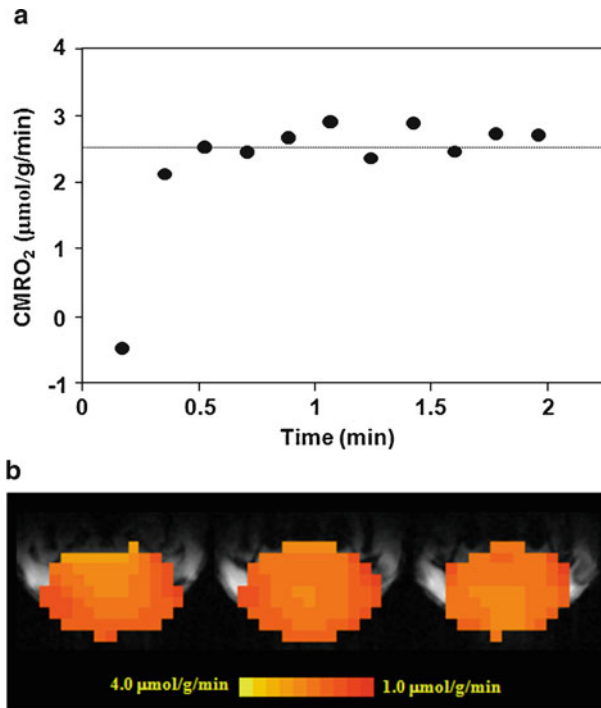 a
4
3
2
1
0
-1
CMRO₂ (μmol/g/min)
0 0.5 1 1.5 2
Time (min)
b
4.0 μmol/g/min 1.0 μmol/g/min